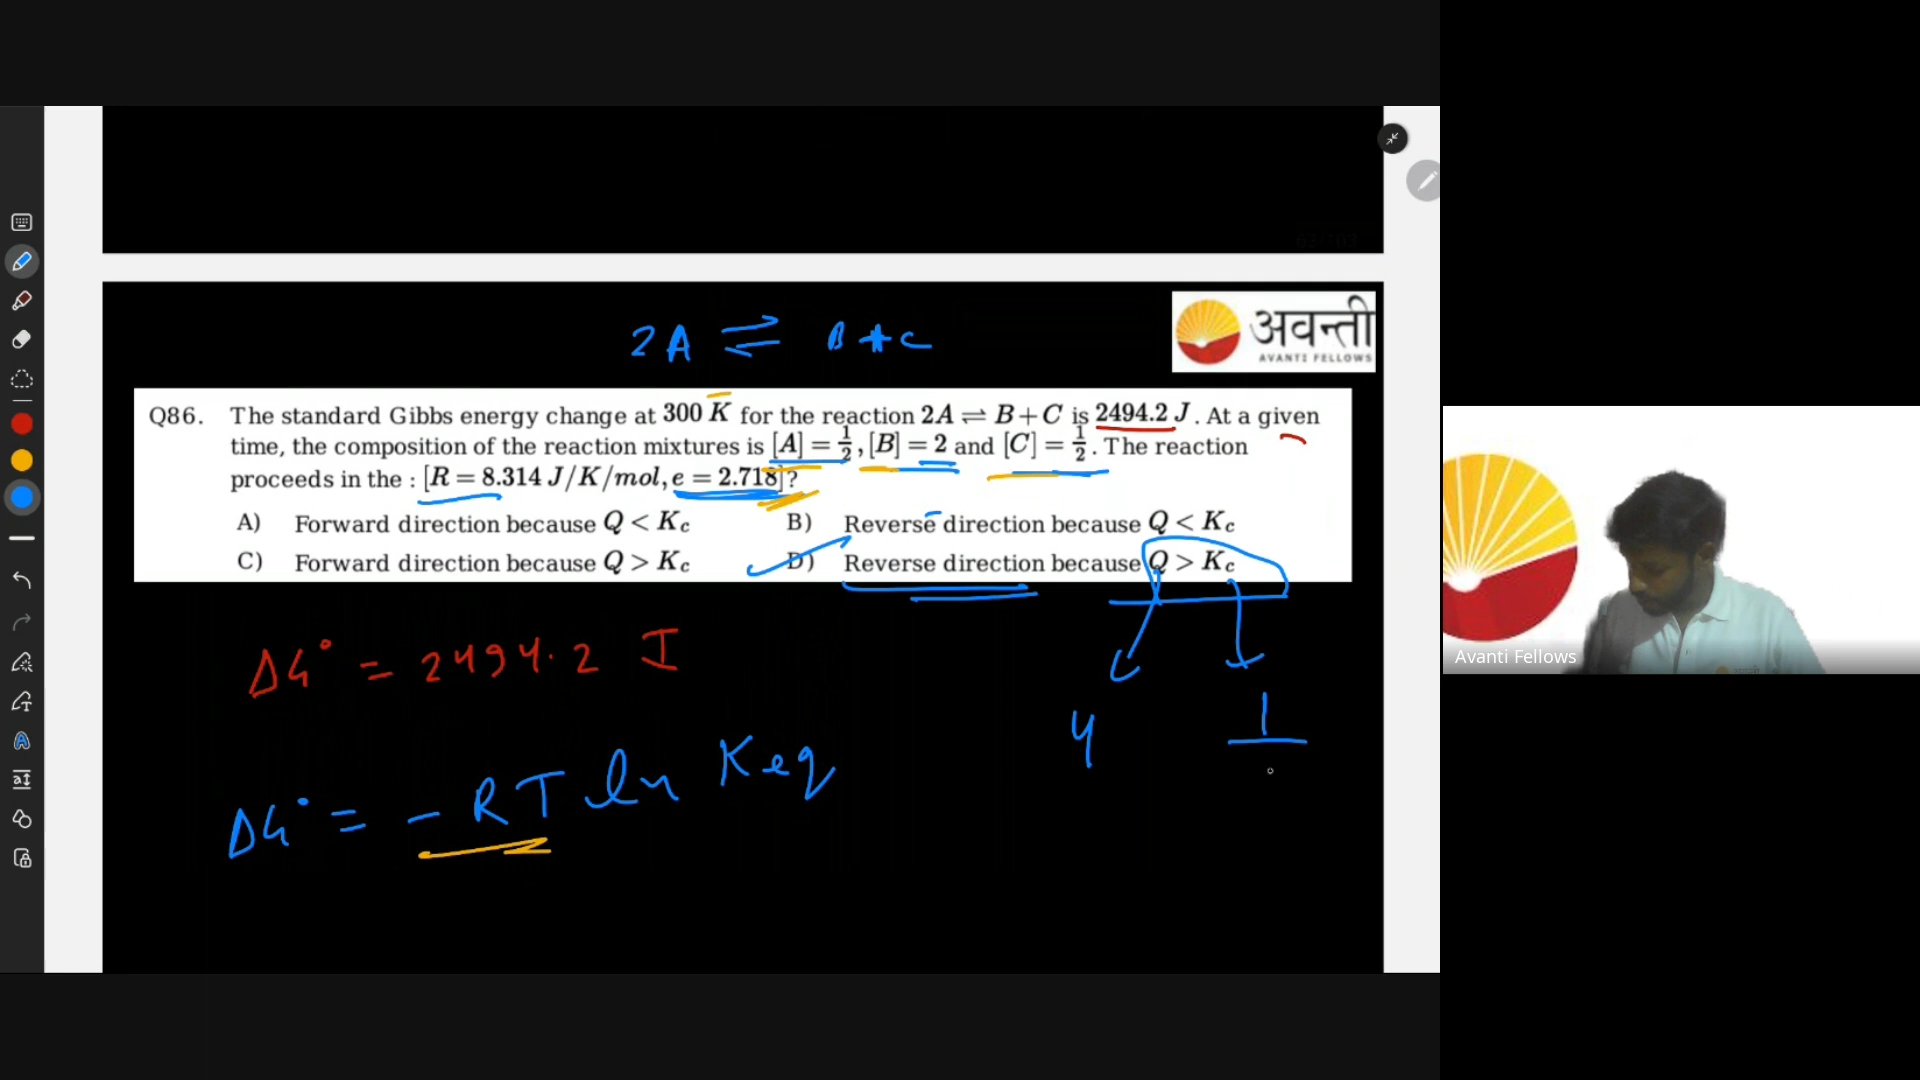 2A ⇌ B + C
अवन्ती
AVANTI FELLOWS
Q86. The standard Gibbs energy change at 300 K for the reaction 2A ⇌ B + C is 2494.2 J. At a given
time, the composition of the reaction mixtures is [A] = 1/2, [B] = 2 and [C] = 1/2. The reaction
proceeds in the : [R = 8.314 J/K/mol, e = 2.718]?
A) Forward direction because Q < Kc B) Reverse direction because Q < Kc
C) Forward direction because Q > Kc D) Reverse direction because Q > Kc
ΔG° = 2494.2 J
4 1
ΔG° = - RT ln Keq
Avanti Fellows